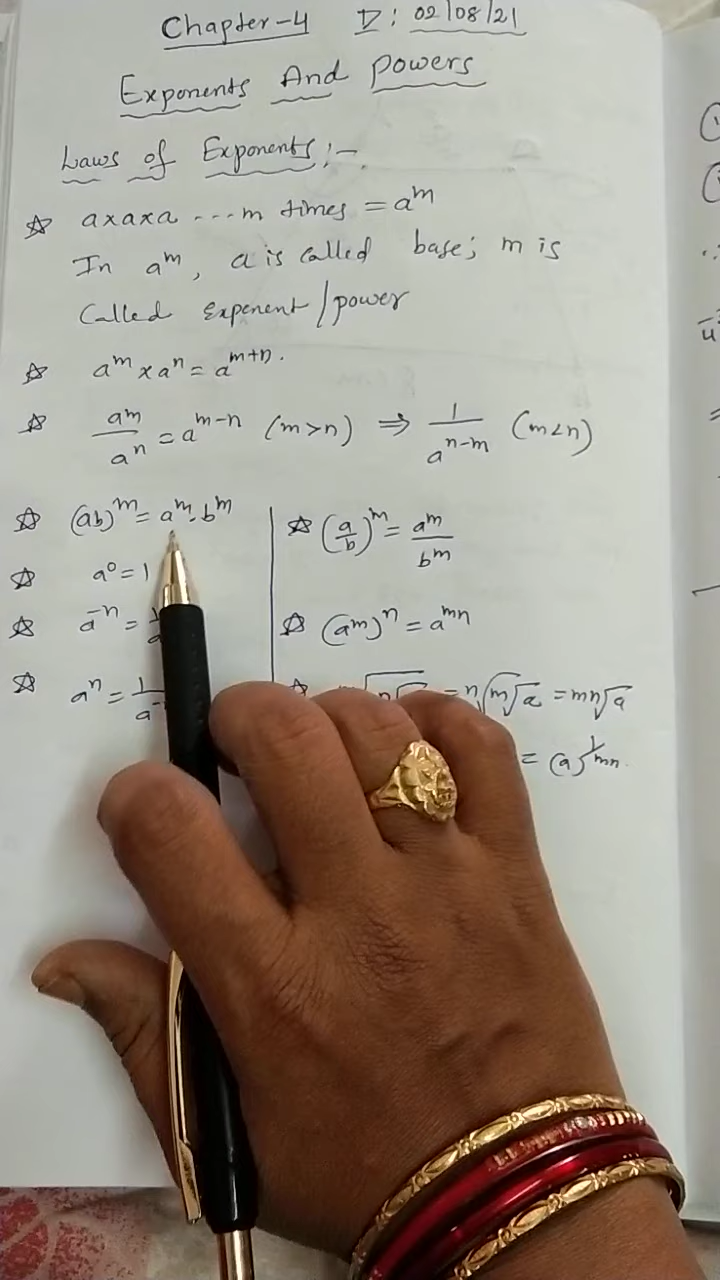 Chapter-4 D: 02/08/21
Exponents And Powers
Laws of Exponents :-
☆ a×a×a ---m times = a^m
In a^m, a is called base; m is
Called Exponent/power
☆ a^m × a^n = a^{m+n}.
☆ a^m/a^n = a^{m-n} (m>n) ⇒ 1/a^{n-m} (m<n)
☆ (ab)^m = a^m · b^m
☆ a^0 = 1
☆ a^{-n} = 1/
☆ a^n = 1/a^-
☆ (a/b)^m = a^m/b^m
☆ (a^m)^n = a^{mn}
= ^n√(^m√a) = ^{mn}√a
= (a)^{1/mn}.